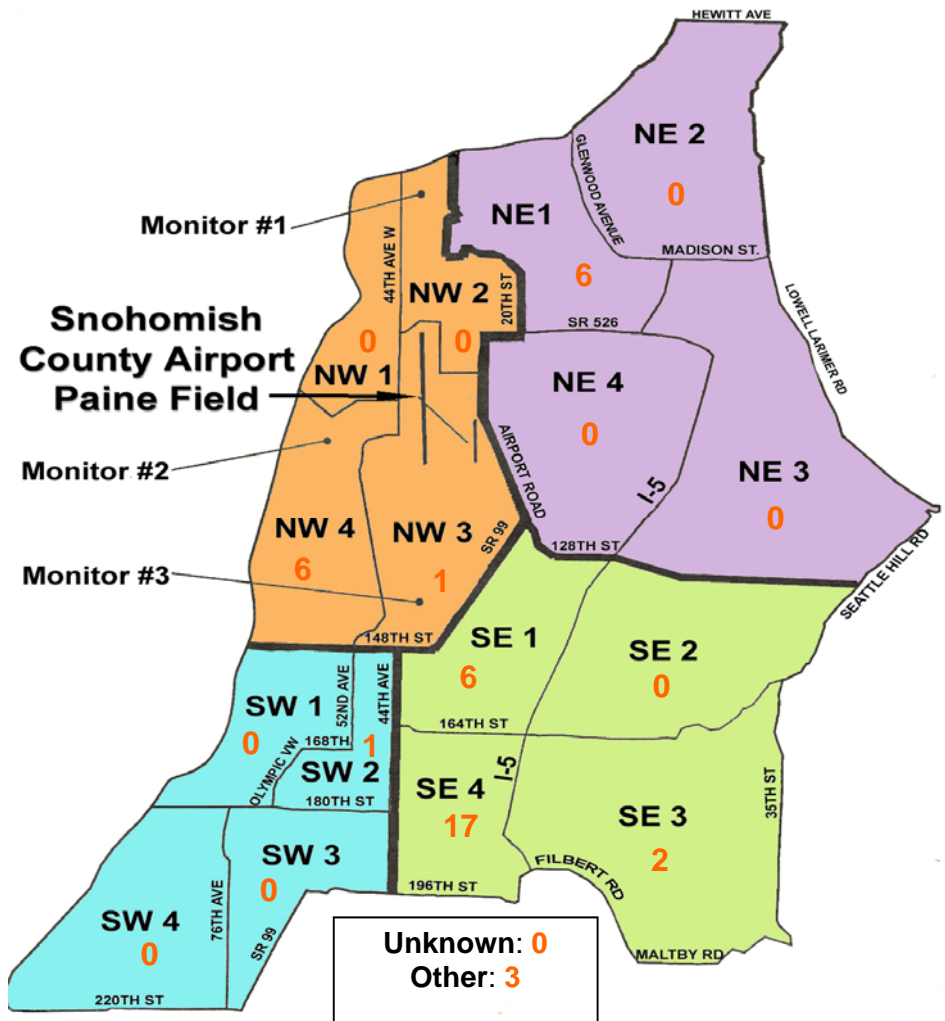 HEWITT AVE
NE 2
0
GLENWOOD AVENUE
MADISON ST.
NE1
6
SR 526
20TH ST
LOWELL LARIMER RD
Monitor #1
44TH AVE W
NW 2
0
0
NW 1
Snohomish
County Airport
Paine Field
NE 4
0
AIRPORT ROAD
I-5
NE 3
0
128TH ST
SEATTLE HILL RD
Monitor #2
NW 4
6
NW 3
1
SR 99
Monitor #3
148TH ST
SE 1
6
SE 2
0
164TH ST
SW 1
0
52ND AVE
44TH AVE
168TH
1
OLYMPIC VW
SW 2
180TH ST
I-5
SE 4
17
SE 3
2
35TH ST
FILBERT RD
196TH ST
MALTBY RD
SW 3
0
76TH AVE
SR 99
SW 4
0
220TH ST
Unknown: 0
Other: 3